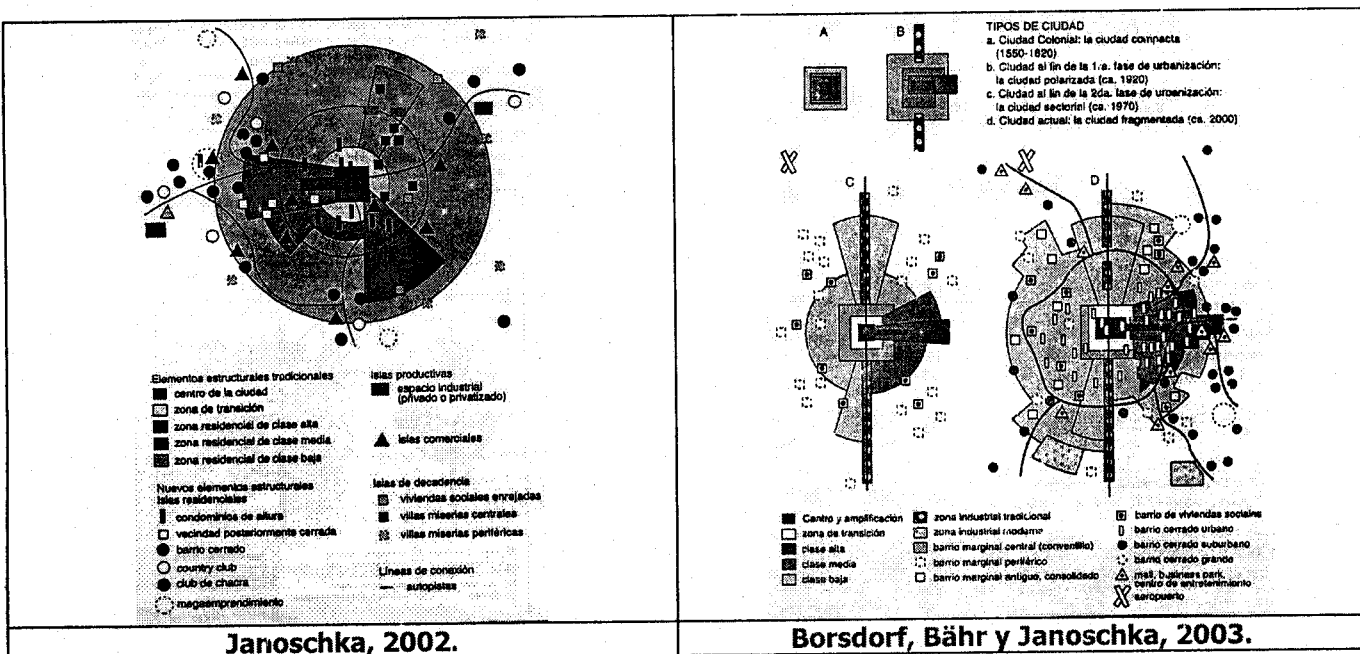 A
B
TIPOS DE CIUDAD
a. Ciudad Colonial: la ciudad compacta
(1550-1820)
b. Ciudad al fin de la 1.a. fase de urbanización:
la ciudad polarizada (ca. 1920)
c. Ciudad al fin de la 2da. fase de urbanización:
la ciudad sectorial (ca. 1970)
d. Ciudad actual: la ciudad fragmentada (ca. 2000)
C
D
Elementos estructurales tradicionales
centro de la ciudad
zona de transición
zona residencial de clase alta
zona residencial de clase media
zona residencial de clase baja
Nuevos elementos estructurales
Islas residenciales
condominios de altura
vecindad posteriormente cerrada
barrio cerrado
country club
club de chacra
megaemprendimiento
Islas productivas
espacio industrial
(privado o privatizado)
islas comerciales
Islas de decadencia
viviendas sociales enrejadas
villas miserias centrales
villas miserias periféricas
Líneas de conexión
autopistas
Centro y amplificación
zona de transición
clase alta
clase media
clase baja
zona industrial tradicional
zona industrial moderna
barrio marginal central (conventillo)
barrio marginal periférico
barrio marginal antiguo, consolidado
barrio de viviendas sociales
barrio cerrado urbano
barrio cerrado suburbano
barrio cerrado grande
mall, business park,
centro de entretenimiento
aeropuerto
Janoschka, 2002.
Borsdorf, Bähr y Janoschka, 2003.